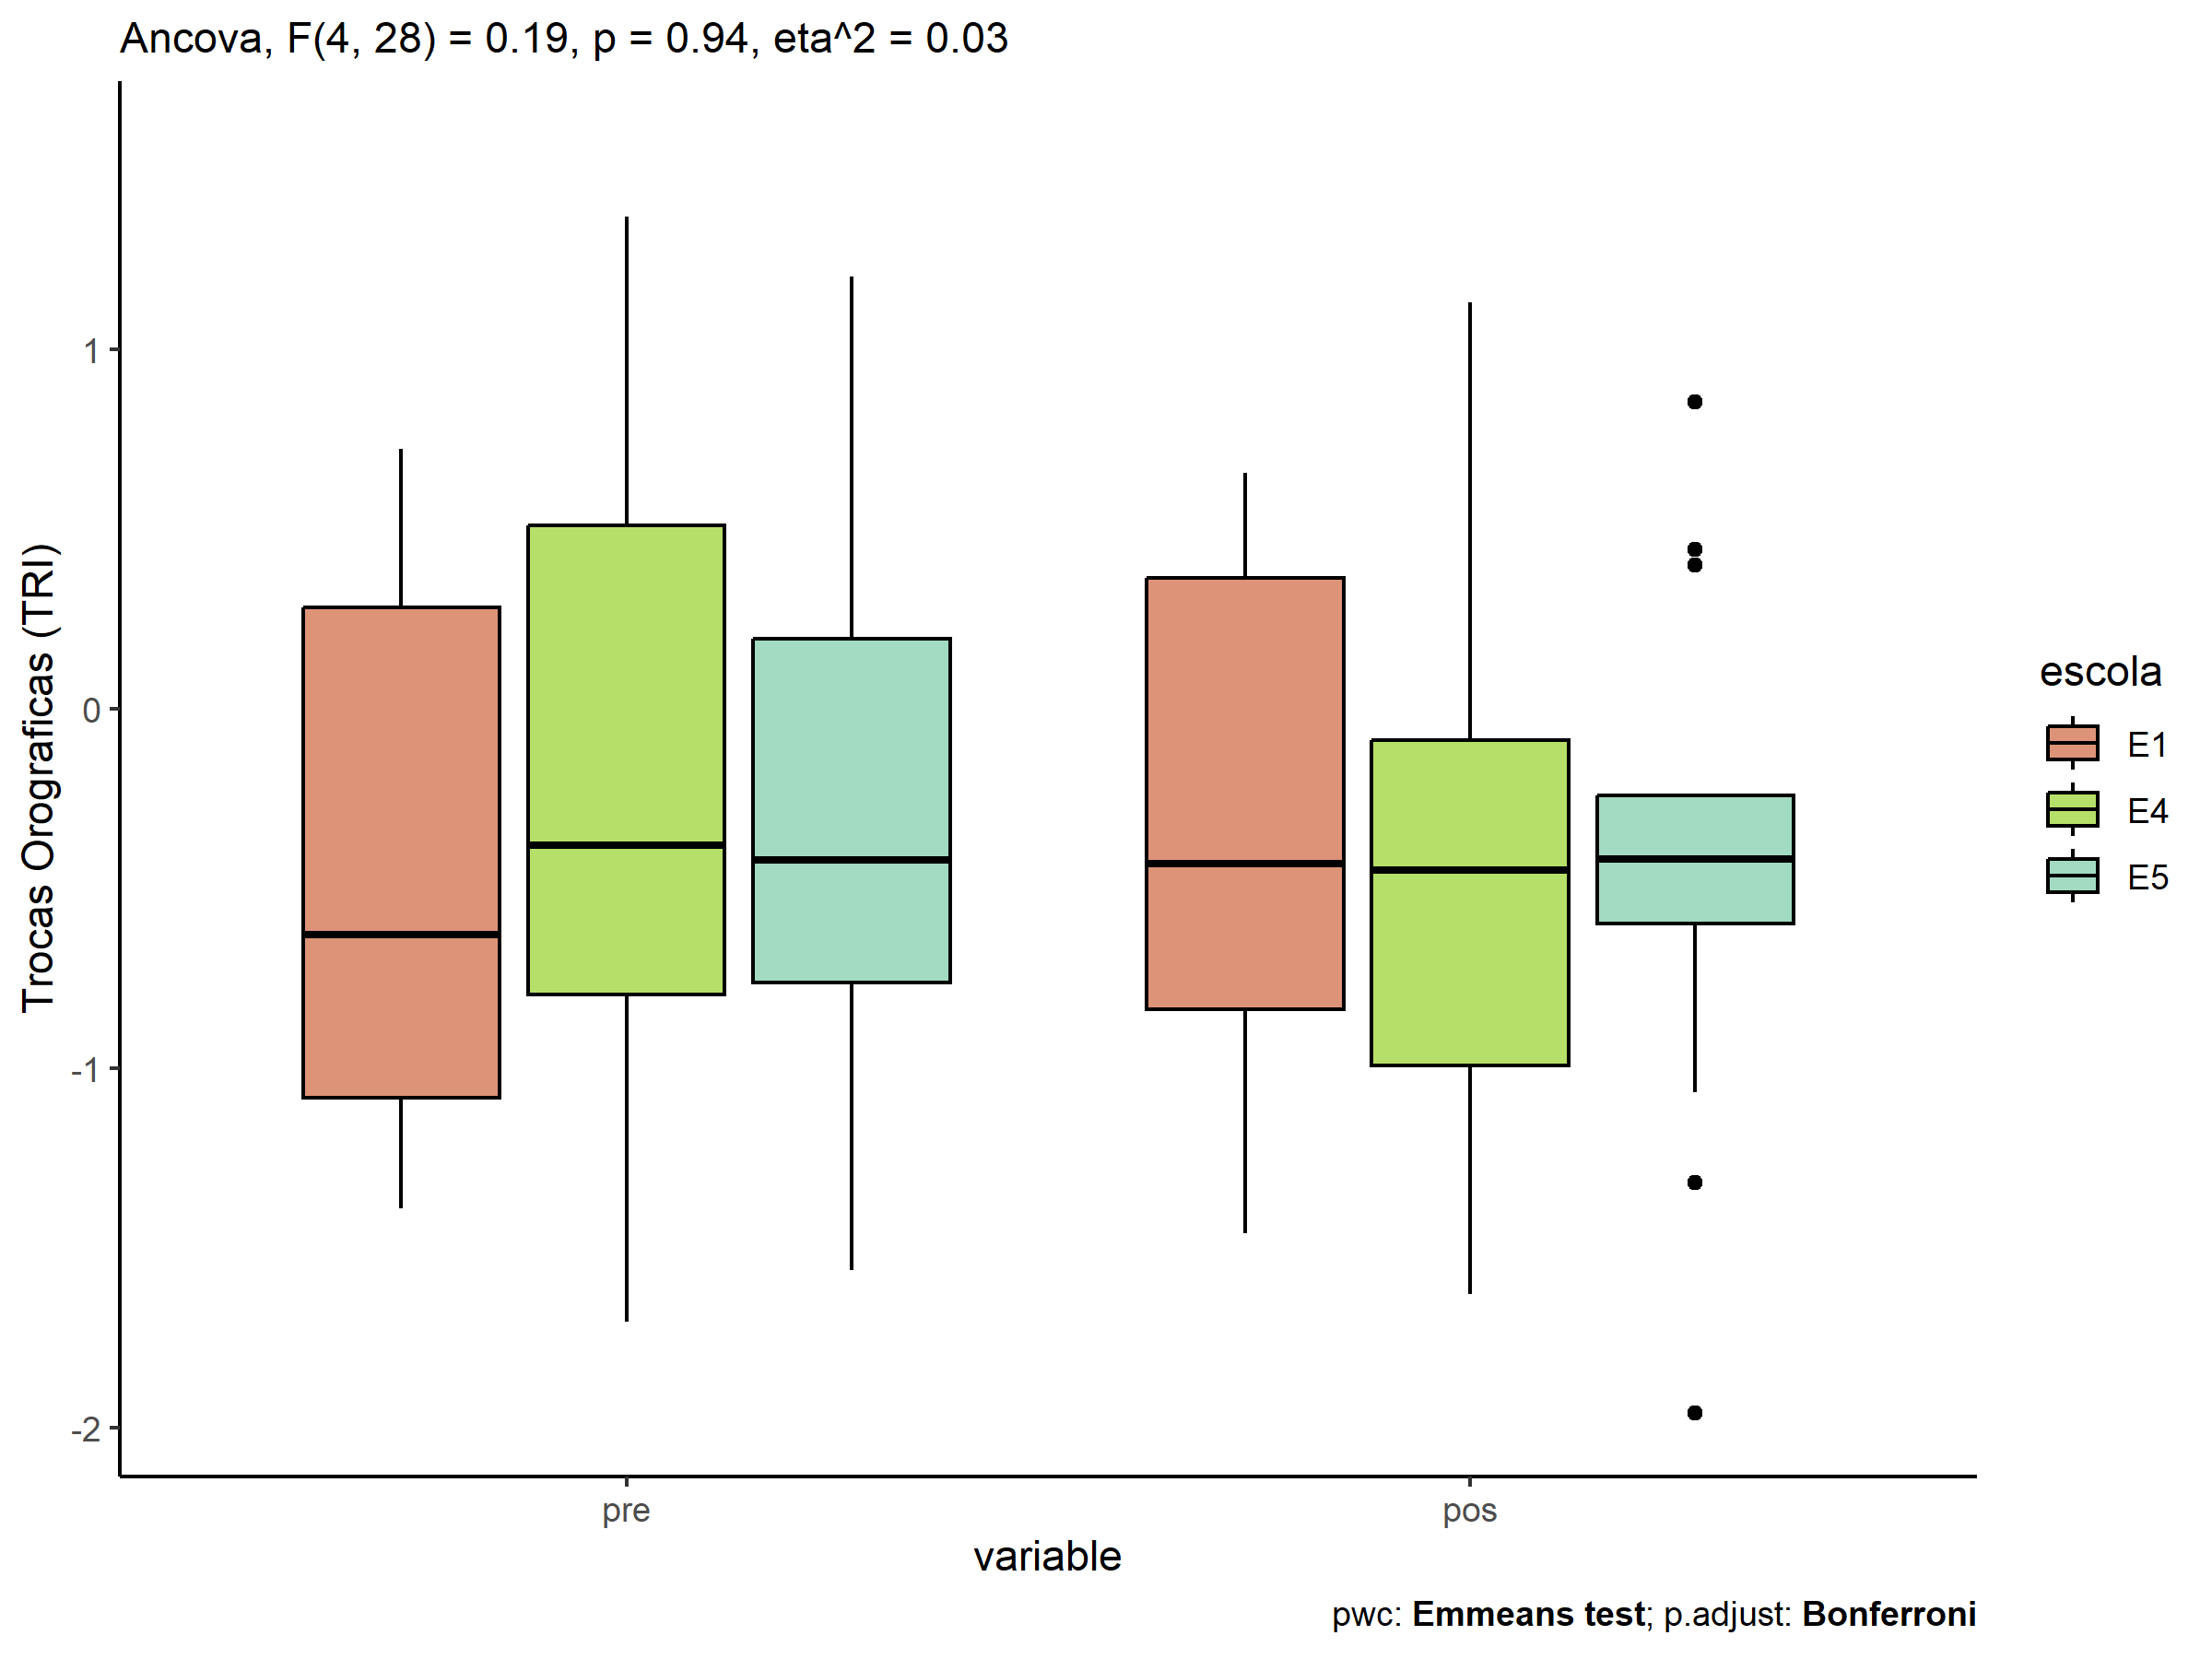 Ancova, F(4, 28) = 0.19, p = 0.94, eta^2 = 0.03
Trocas Orograficas (TRI)
1
0
-1
-2
pre
pos
variable
escola
E1
E4
E5
pwc: Emmeans test; p.adjust: Bonferroni